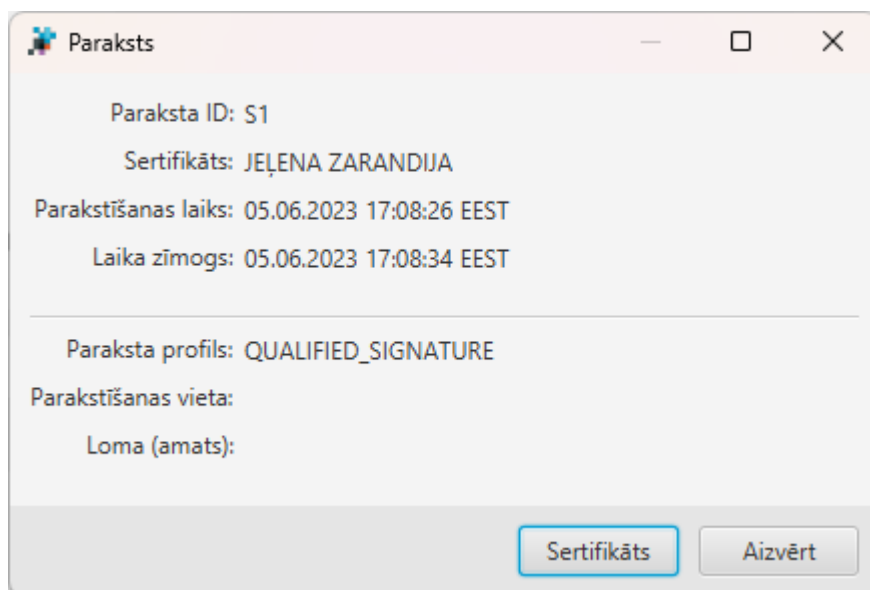 Paraksts
Paraksta ID: S1
Sertifikāts: JEĻENA ZARANDIJA
Parakstīšanas laiks: 05.06.2023 17:08:26 EEST
Laika zīmogs: 05.06.2023 17:08:34 EEST
Paraksta profils: QUALIFIED_SIGNATURE
Parakstīšanas vieta:
Loma (amats):
Sertifikāts Aizvērt